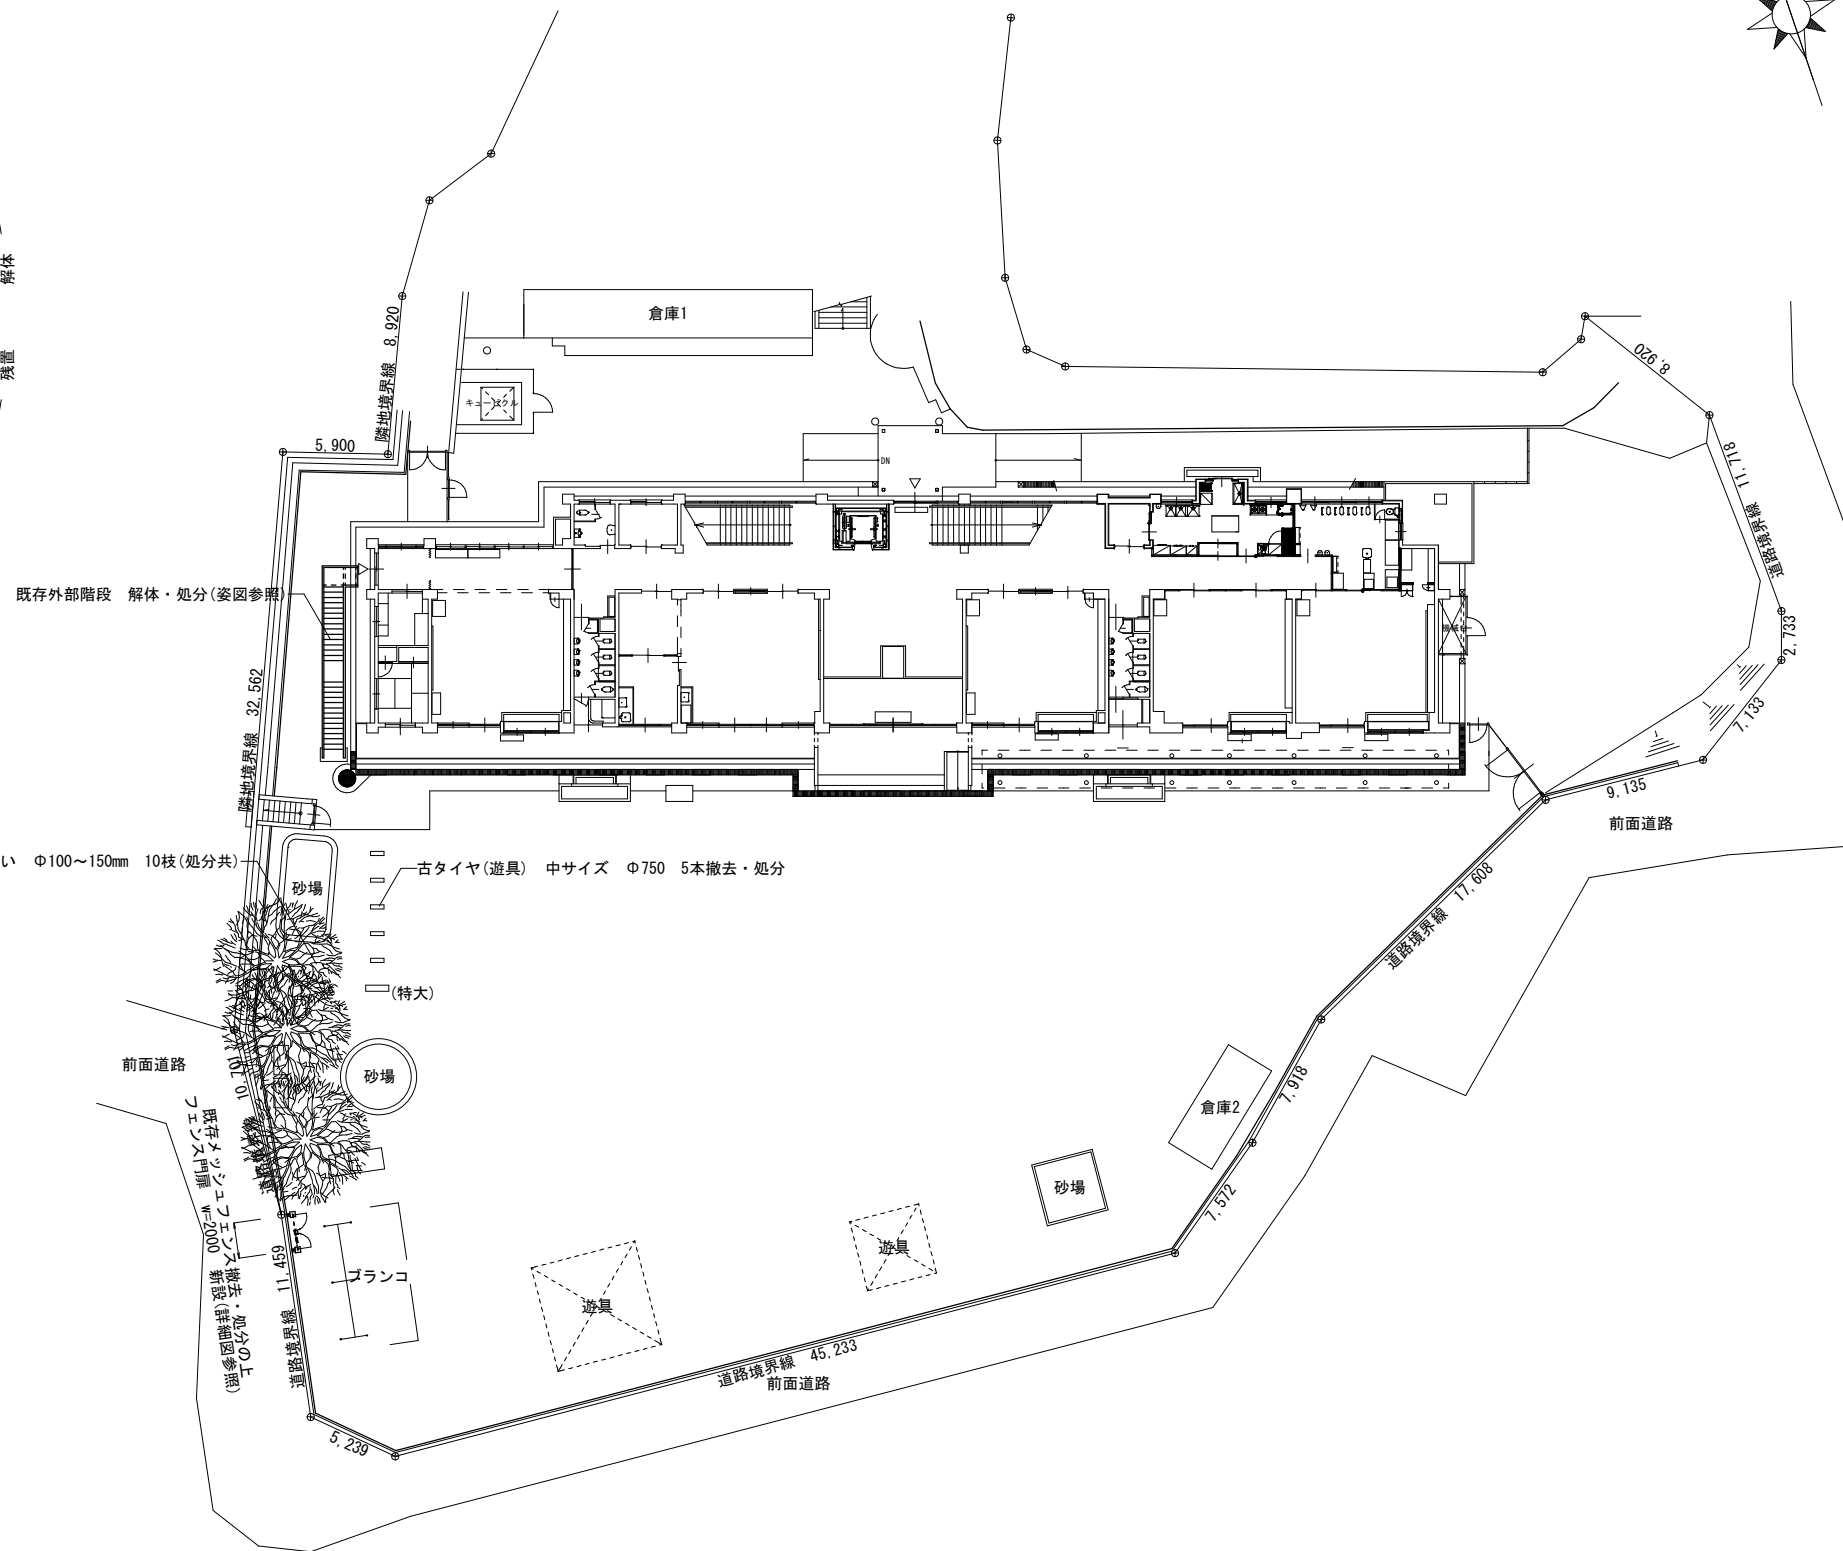 解体
残置
隣地境界線 8,920
倉庫1
キュービクル
5,900
8,920
道路境界線 11,718
DN
既存外部階段 解体・処分(姿図参照)
2,733
7,133
隣地境界線 32,562
9,135
前面道路
い Φ100～150mm 10枝(処分共)
古タイヤ(遊具) 中サイズ Φ750 5本撤去・処分
砂場
道路境界線 17,608
(特大)
前面道路
10,701
砂場
7,918
倉庫2
既存メッシュフェンス撤去・処分の上
フェンス門扉 W=2000 新設(詳細図参照)
砂場
7,572
道路境界線 11,459
ブランコ
遊具
遊具
道路境界線 45,233
前面道路
5,239